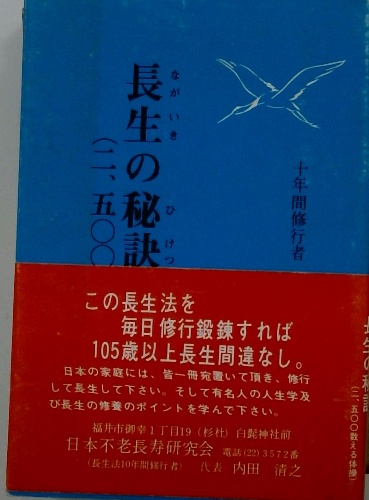 長生の秘訣
ながいき
ひけつ
(二、五〇〇
十年間修行者
この長生法を
毎日修行鍛錬すれば
105歳以上長生間違なし。
日本の家庭には、皆一冊宛置いて頂き、修行
して長生して下さい。そして有名人の人生学及
び長生の修養のポイントを学んで下さい。
福井市御幸1丁目19(杉杜)白髭神社前
日本不老長寿研究会 電話(22)3572番
(長生法10年間修行者) 代表 内田 清之
長生の秘訣
(二、五〇〇数える体操)